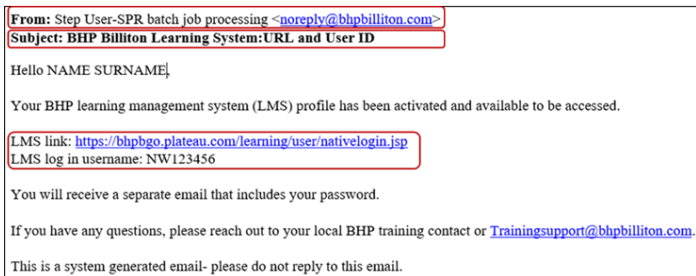 From: Step User-SPR batch job processing <noreply@bhpbilliton.com>
Subject: BHP Billiton Learning System:URL and User ID
Hello NAME SURNAME,
Your BHP learning management system (LMS) profile has been activated and available to be accessed.
LMS link: https://bhpbgo.plateau.com/learning/user/nativelogin.jsp
LMS log in username: NW123456
You will receive a separate email that includes your password.
If you have any questions, please reach out to your local BHP training contact or Trainingsupport@bhpbilliton.com.
This is a system generated email- please do not reply to this email.